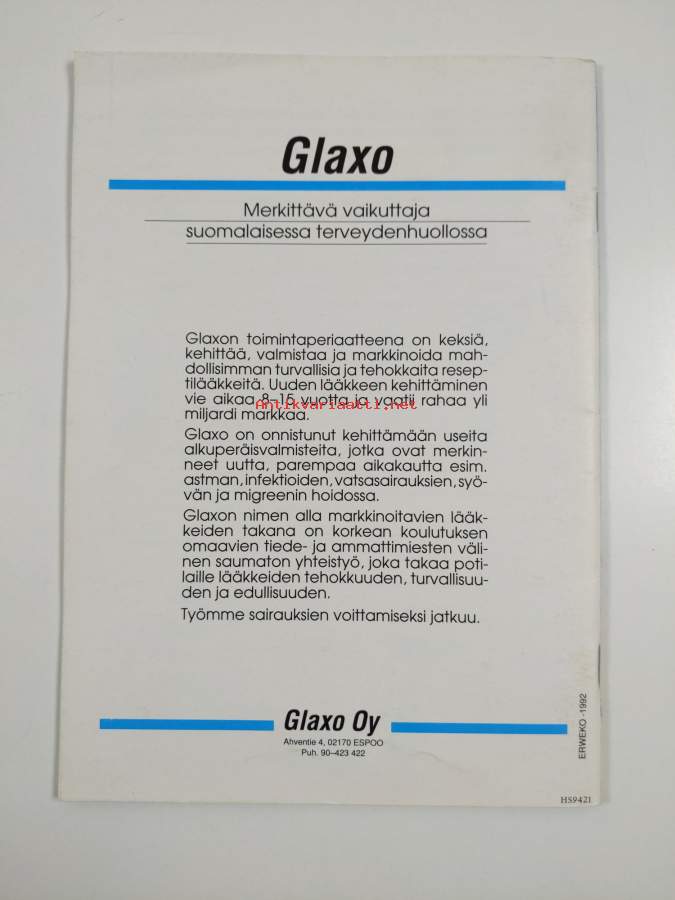 Glaxo
Merkittävä vaikuttaja
suomalaisessa terveydenhuollossa
Glaxon toimintaperiaatteena on keksiä,
kehittää, valmistaa ja markkinoida mah-
dollisimman turvallisia ja tehokkaita resep-
tilääkkeitä. Uuden lääkkeen kehittäminen
vie aikaa 8–15 vuotta ja vaatii rahaa yli
Antikvariaatti.net
miljardi markkaa.
Glaxo on onnistunut kehittämään useita
alkuperäisvalmisteita, jotka ovat merkin-
neet uutta, parempaa aikakautta esim.
astman, infektioiden, vatsasairauksien, syö-
vän ja migreenin hoidossa.
Glaxon nimen alla markkinoitavien lääk-
keiden takana on korkean koulutuksen
omaavien tiede- ja ammattimiesten väli-
nen saumaton yhteistyö, joka takaa poti-
laille lääkkeiden tehokkuuden, turvallisuu-
den ja edullisuuden.
Työmme sairauksien voittamiseksi jatkuu.
Glaxo Oy
Ahventie 4, 02170 ESPOO
Puh. 90–423 422
ERWEKO -1992
HS9421